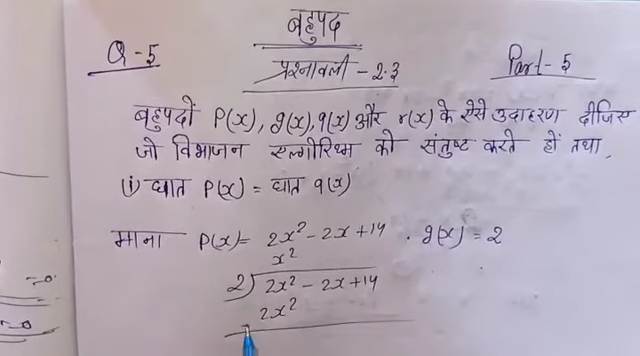 बहुपद
Q-5
प्रश्नावली - 2.3
Part-5
बहुपदों P(x), g(x), q(x) और r(x) के ऐसे उदाहरण दीजिए
जो विभाजन एल्गोरिथ्म को संतुष्ट करते हों तथा,
(i) घात P(x) = घात q(x)
माना P(x) = 2x² - 2x + 14 . g(x) = 2
x²
2) 2x² - 2x + 14
2x²